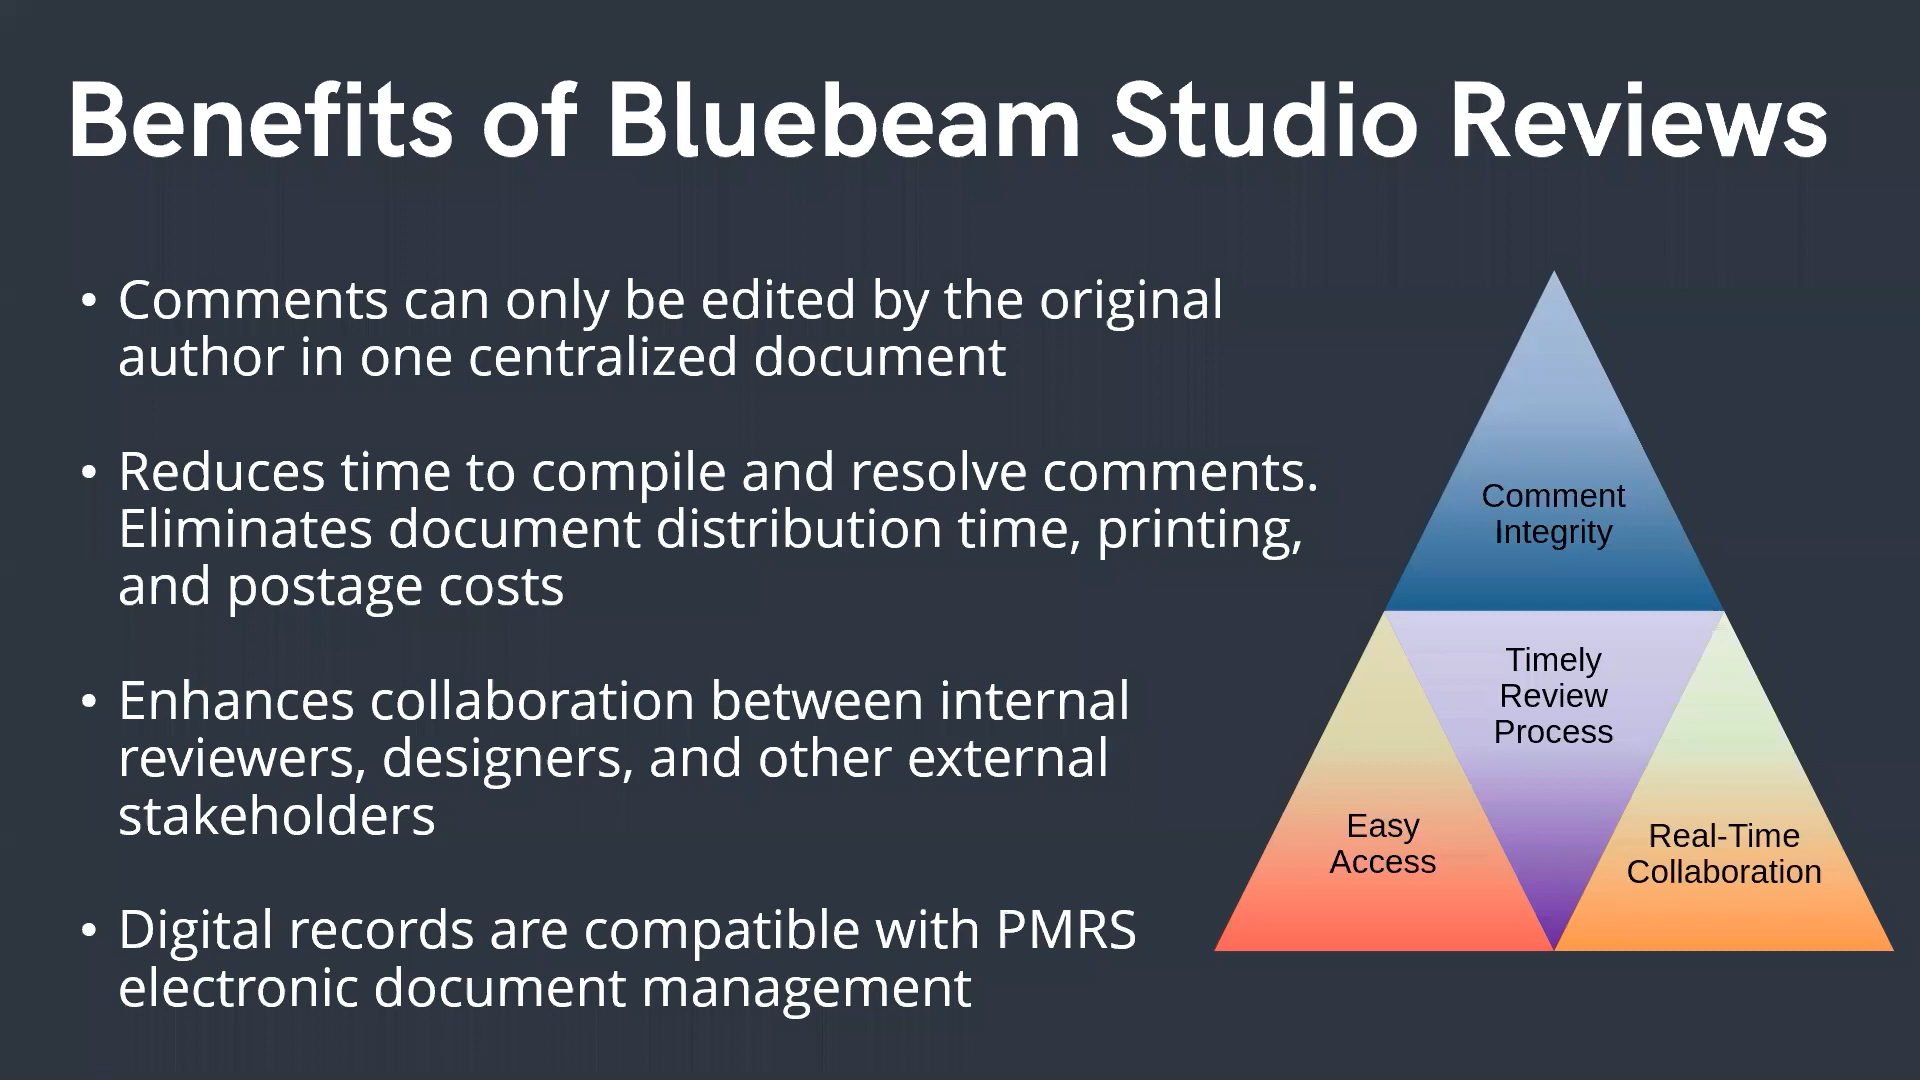 Benefits of Bluebeam Studio Reviews
• Comments can only be edited by the original
author in one centralized document
• Reduces time to compile and resolve comments.
Eliminates document distribution time, printing,
and postage costs
• Enhances collaboration between internal
reviewers, designers, and other external
stakeholders
• Digital records are compatible with PMRS
electronic document management
Comment
Integrity
Timely
Review
Process
Easy
Access
Real-Time
Collaboration